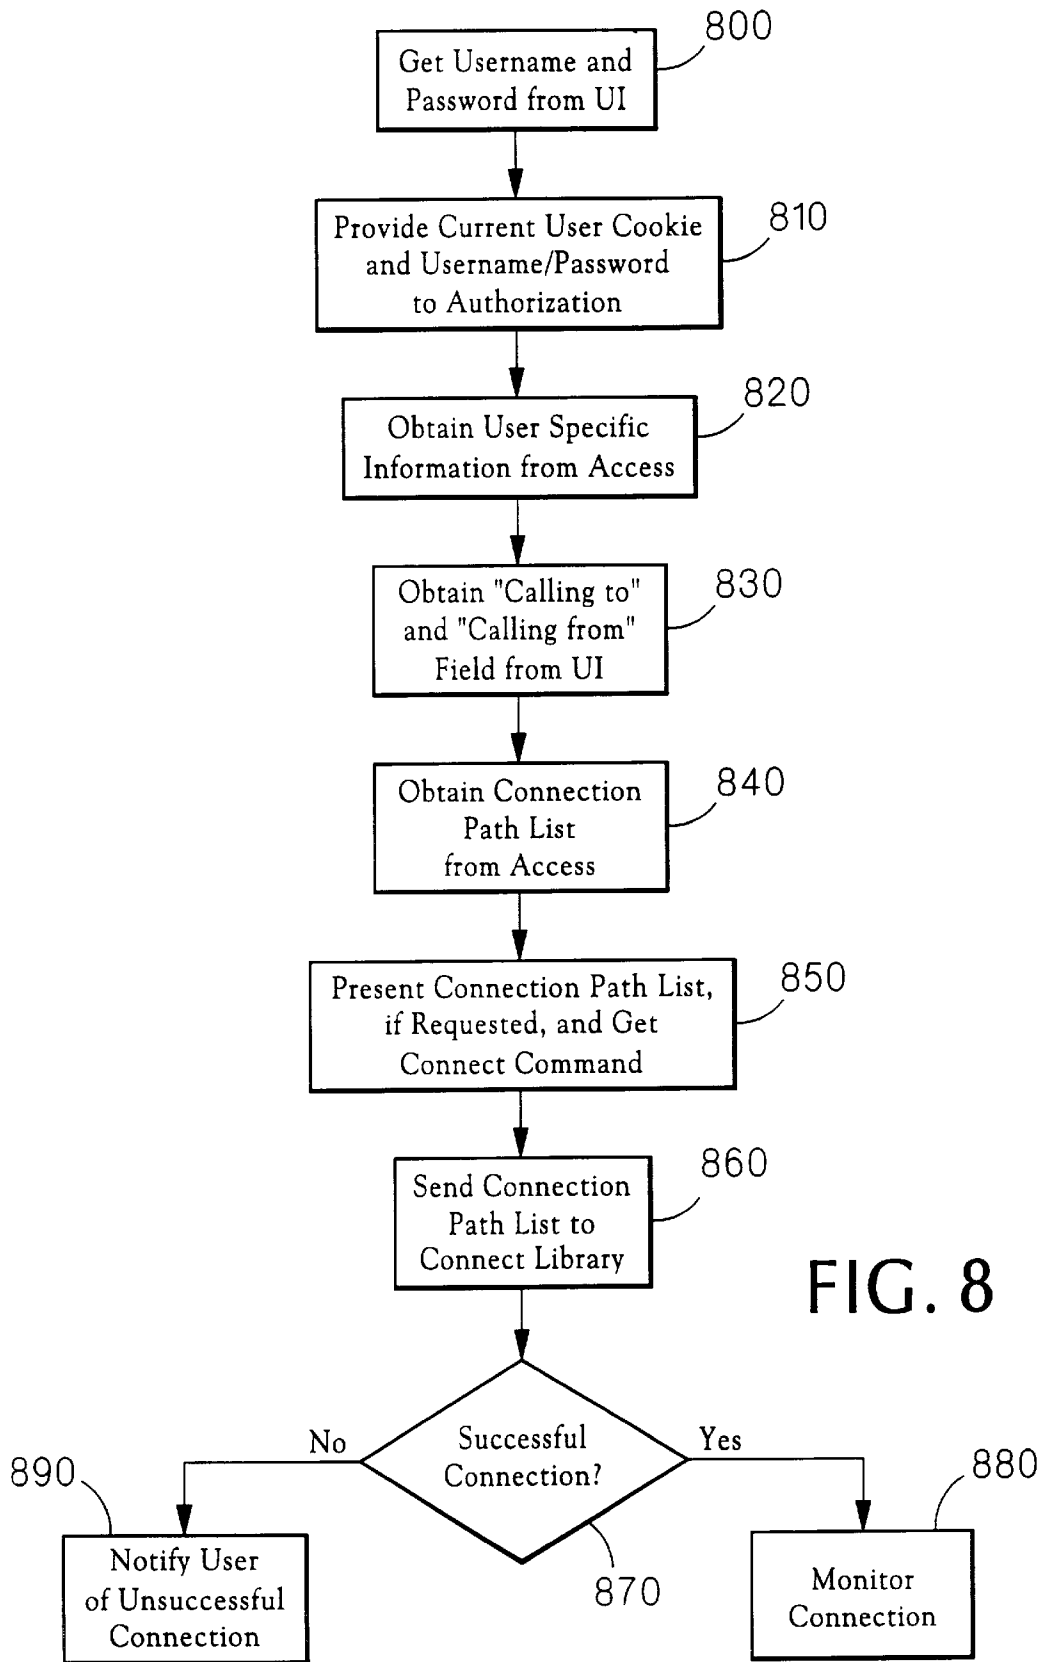 800
Get Username and
Password from UI
810
Provide Current User Cookie
and Username/Password
to Authorization
820
Obtain User Specific
Information from Access
830
Obtain "Calling to"
and "Calling from"
Field from UI
840
Obtain Connection
Path List
from Access
850
Present Connection Path List,
if Requested, and Get
Connect Command
860
Send Connection
Path List to
Connect Library
FIG. 8
No
Successful
Connection?
Yes
870
890
Notify User
of Unsuccessful
Connection
880
Monitor
Connection